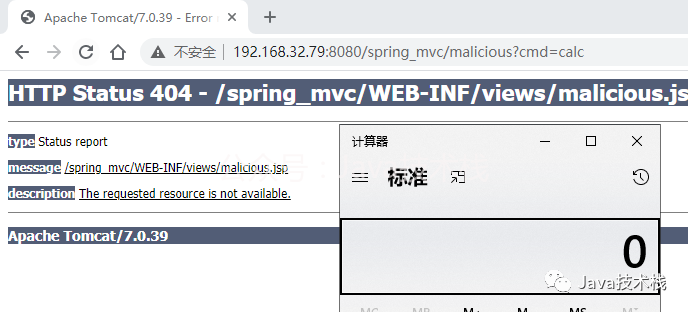 Apache Tomcat/7.0.39 - Error
不安全 192.168.32.79:8080/spring_mvc/malicious?cmd=calc
HTTP Status 404 - /spring_mvc/WEB-INF/views/malicious.js
type Status report
message /spring_mvc/WEB-INF/views/malicious.jsp
description The requested resource is not available.
Apache Tomcat/7.0.39
计算器
标准
0
Java技术栈